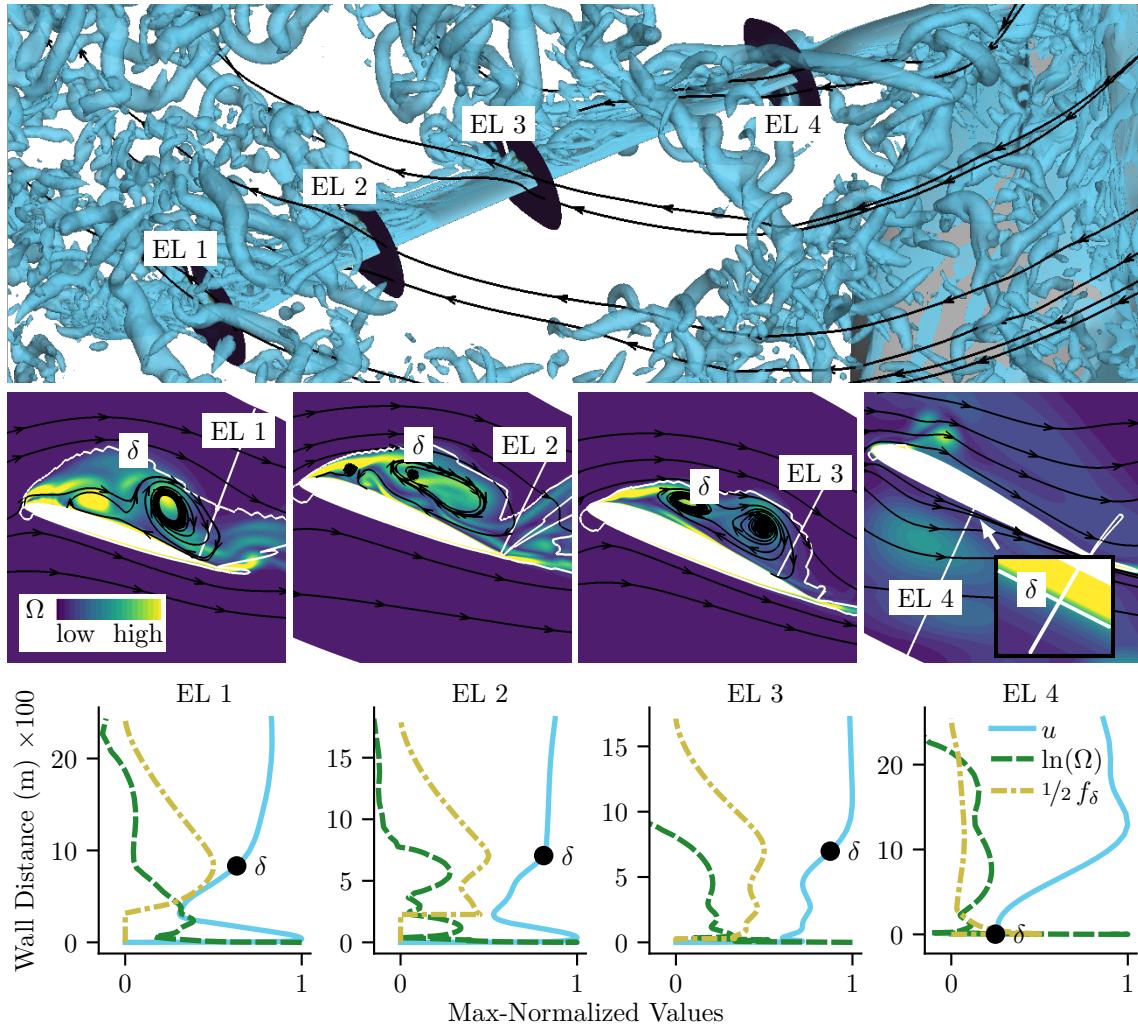 EL 3
EL 4
EL 2
EL 1
δ
EL 1
Ω
low high
δ
EL 2
δ
EL 3
EL 4
δ
EL 1
EL 2
EL 3
EL 4
Wall Distance (m) ×100
20
10
0
δ
0
1
15
10
5
0
δ
0
1
15
10
5
0
δ
0
1
20
10
0
u
ln(Ω)
1/2 fδ
δ
0
1
Max-Normalized Values